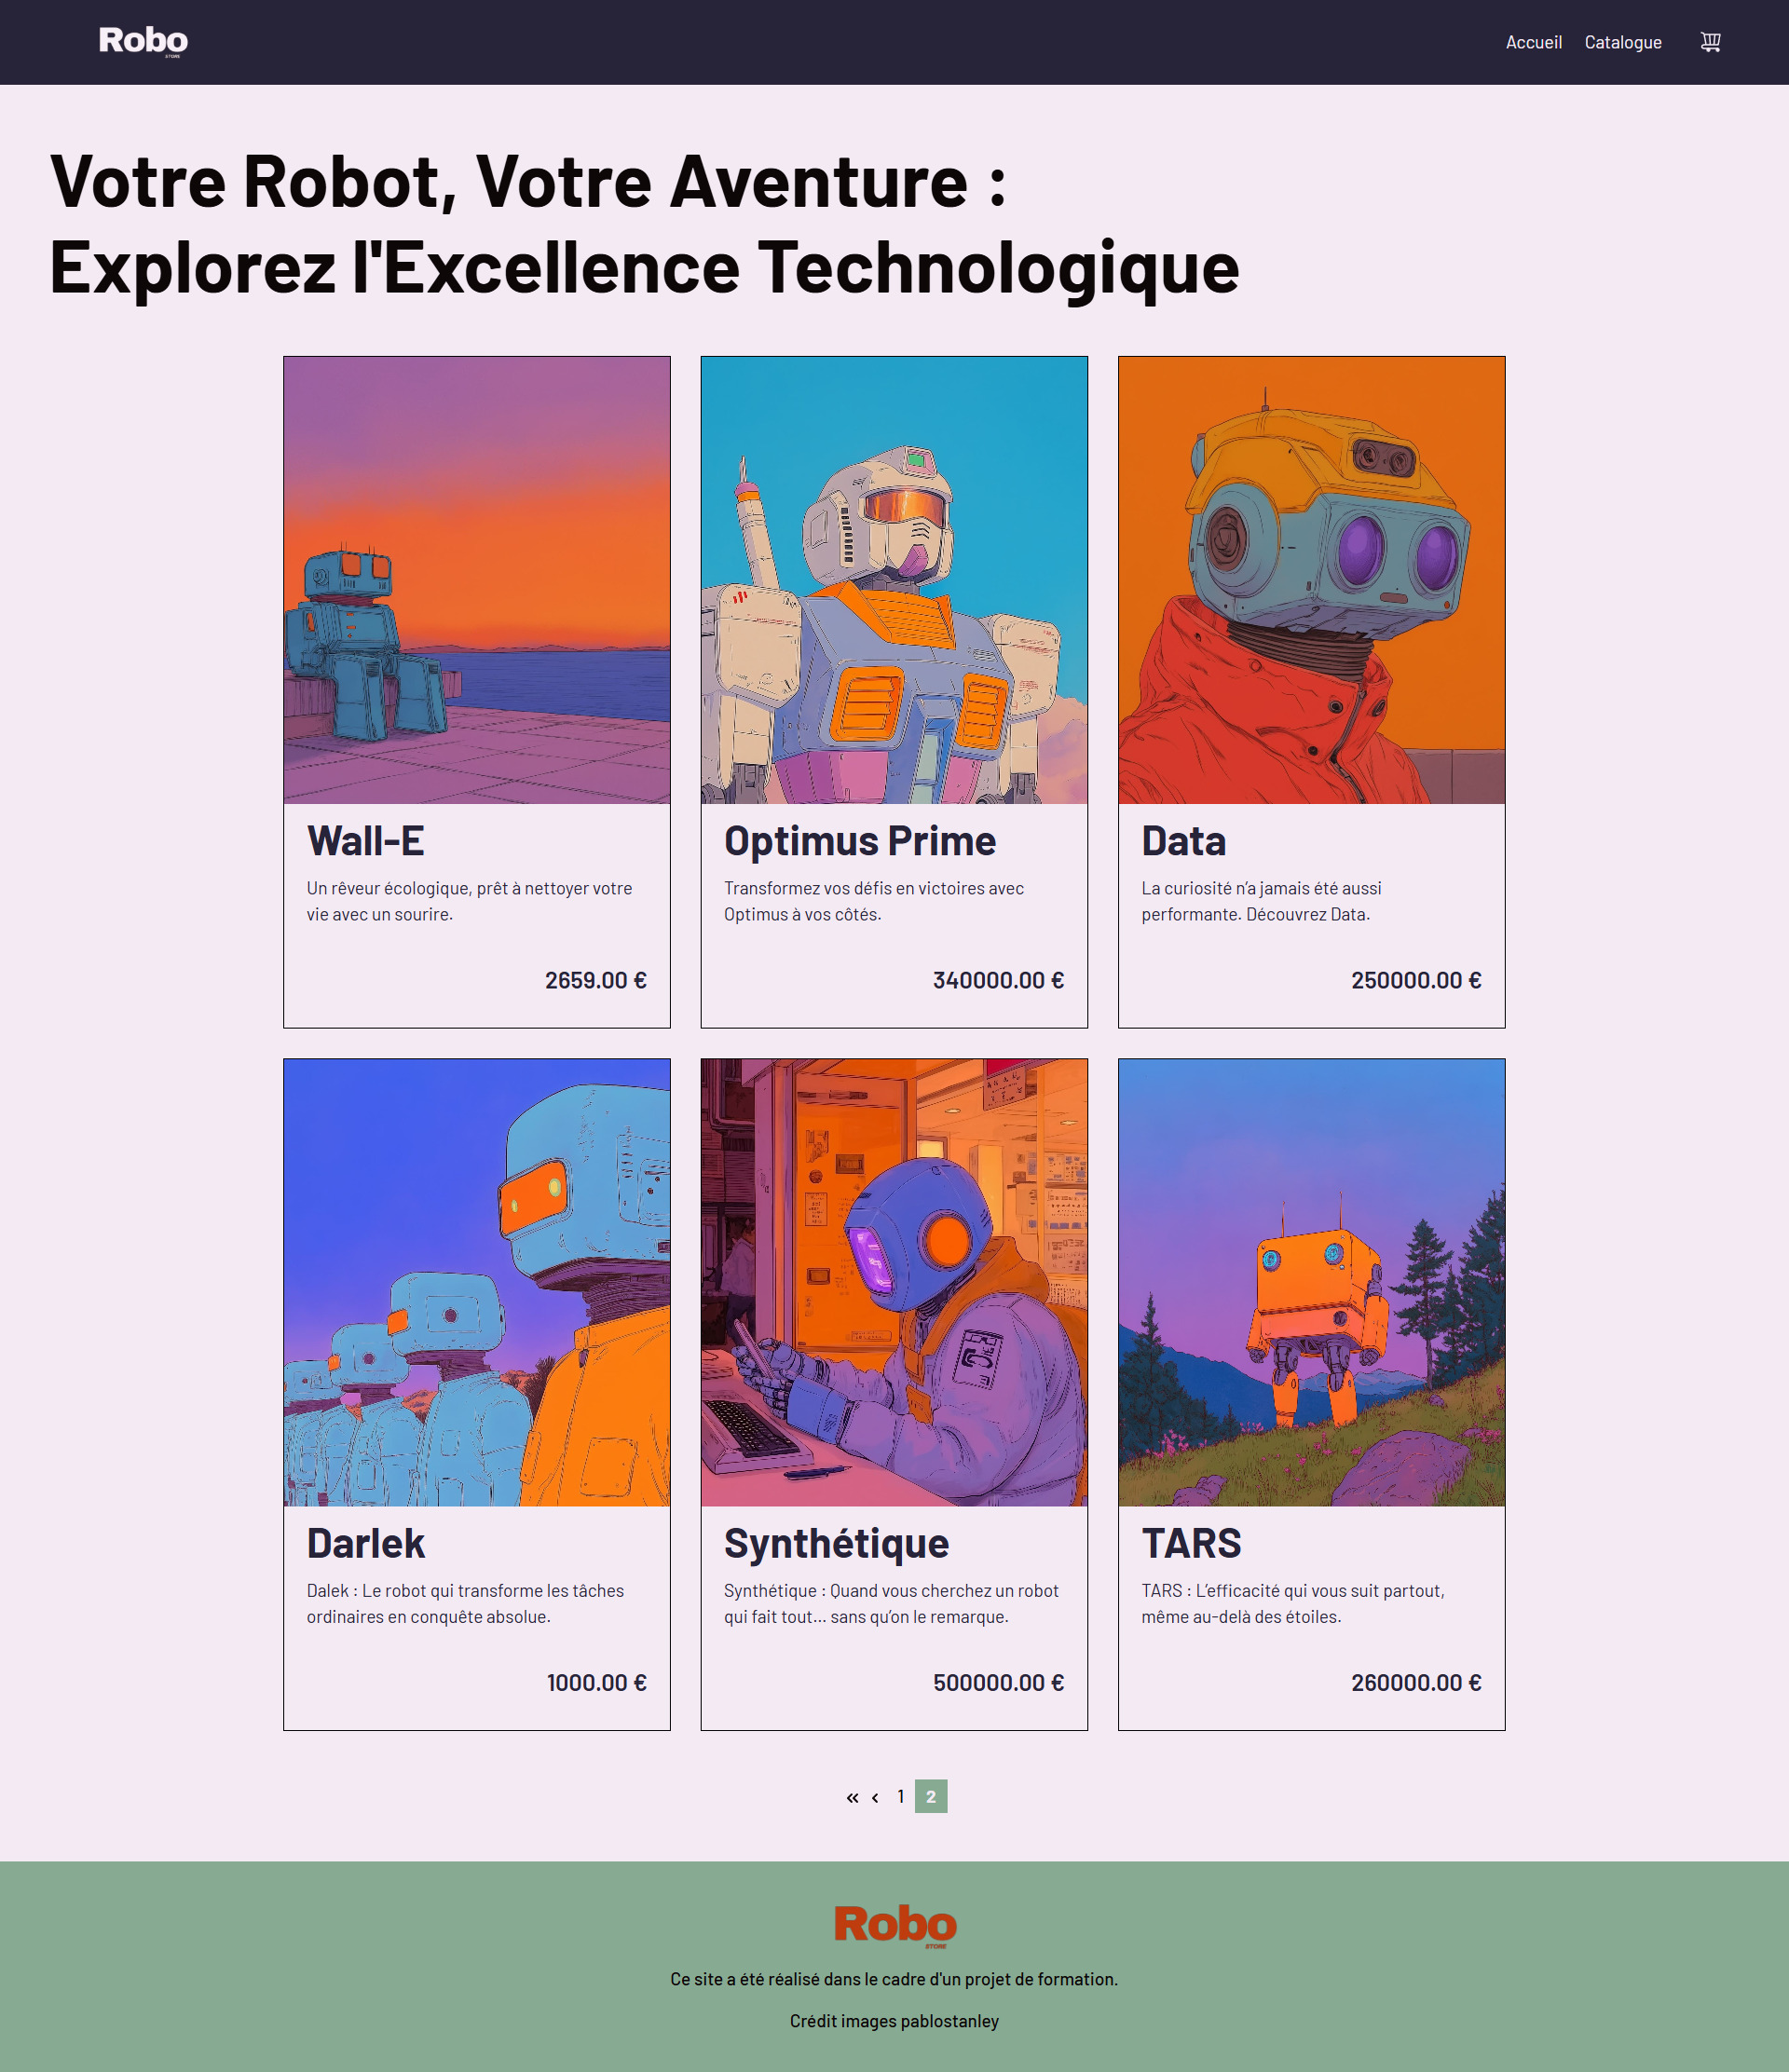 Robo
STORE
Accueil
Catalogue
Votre Robot, Votre Aventure :
Explorez l'Excellence Technologique
Wall-E
Un rêveur écologique, prêt à nettoyer votre
vie avec un sourire.
2659.00 €
Optimus Prime
Transformez vos défis en victoires avec
Optimus à vos côtés.
340000.00 €
Data
La curiosité n’a jamais été aussi
performante. Découvrez Data.
250000.00 €
Darlek
Dalek : Le robot qui transforme les tâches
ordinaires en conquête absolue.
1000.00 €
Synthétique
Synthétique : Quand vous cherchez un robot
qui fait tout… sans qu’on le remarque.
500000.00 €
TARS
TARS : L’efficacité qui vous suit partout,
même au-delà des étoiles.
260000.00 €
« ‹ 1 2
Robo
STORE
Ce site a été réalisé dans le cadre d'un projet de formation.
Crédit images pablostanley